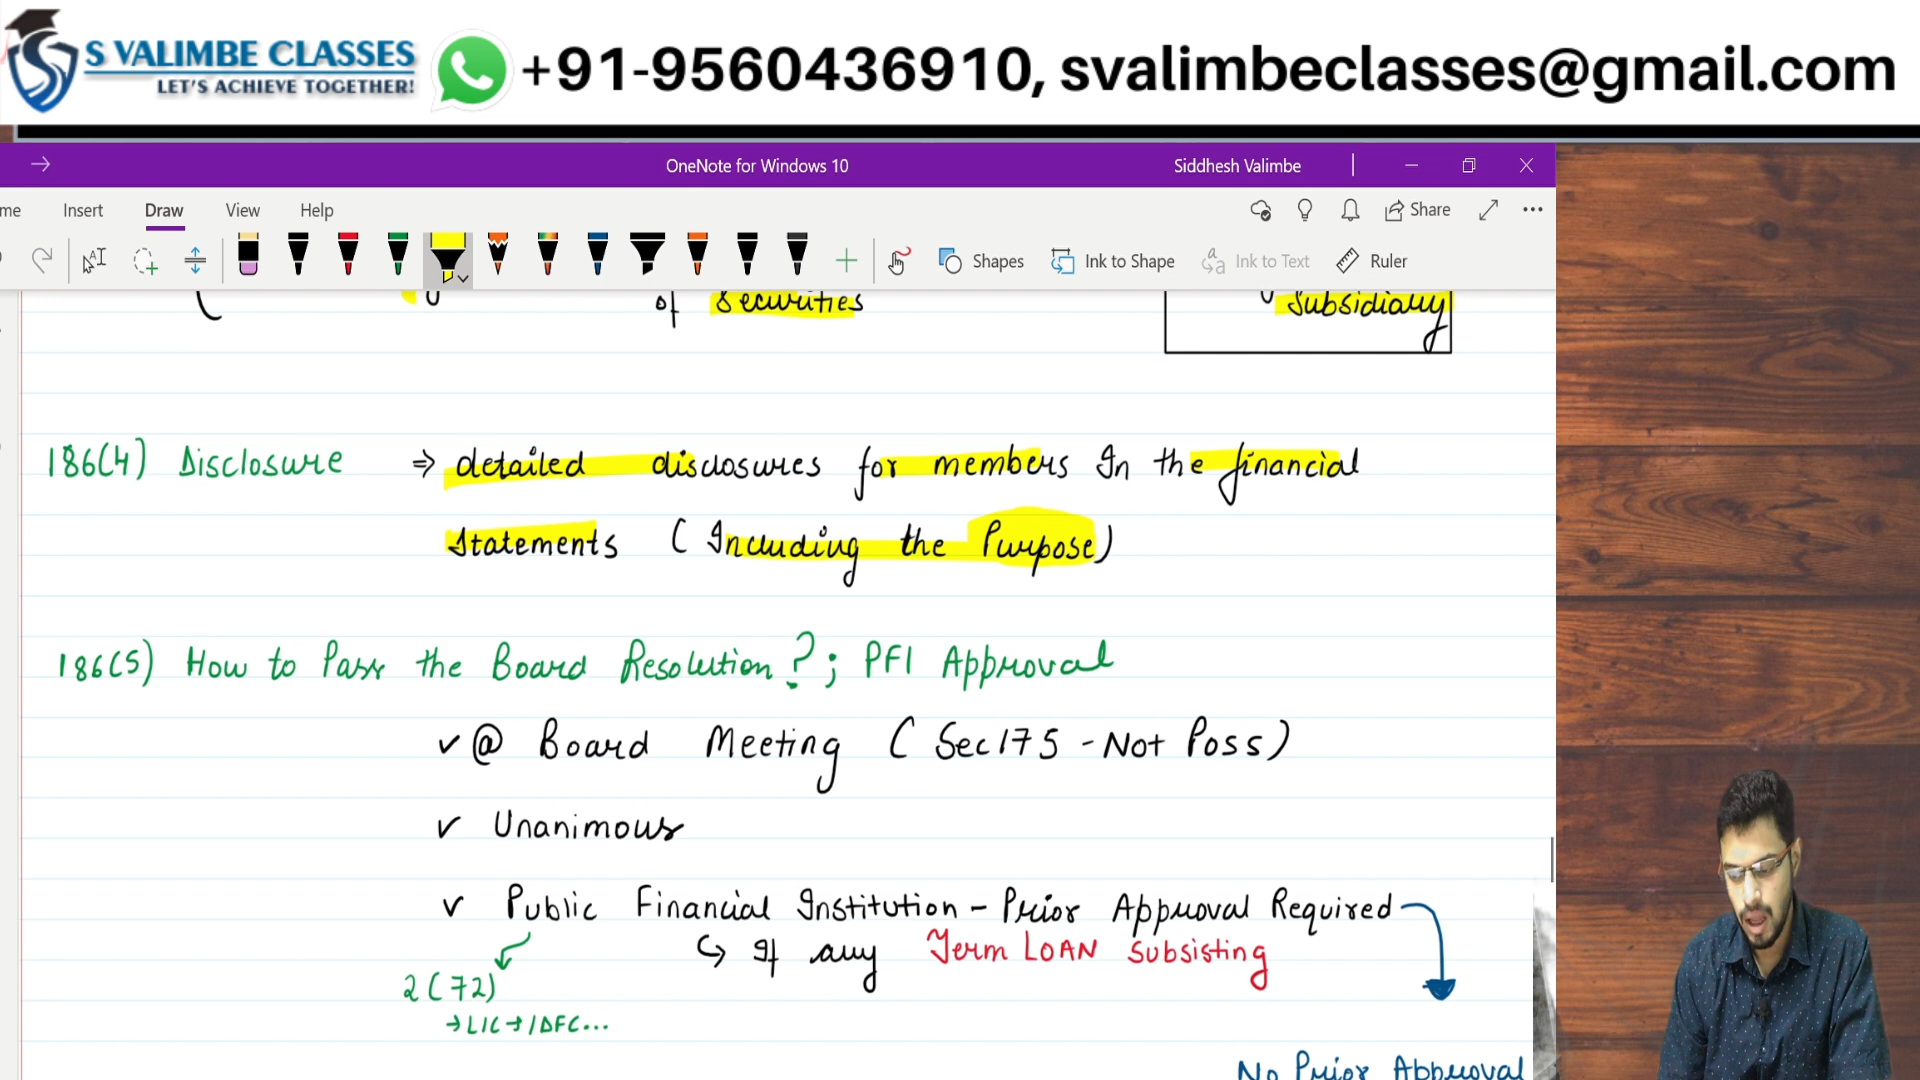 S VALIMBE CLASSES
LET'S ACHIEVE TOGETHER!
+91-9560436910, svalimbeclasses@gmail.com
OneNote for Windows 10
Siddhesh Valimbe
me Insert Draw View Help
Share
Shapes Ink to Shape Ink to Text Ruler
of Securities
Subsidiary
186(4) Disclosure ⇒ detailed disclosures for members In the financial
Statements (Including the Purpose)
186(5) How to Pass the Board Resolution?; PFI Approval
✓ @ Board Meeting (Sec175 - Not Poss)
✓ Unanimous
✓ Public Financial Institution - Prior Approval Required
↳ If any Term LOAN Subsisting
2(72)
→LIC→IDFC...
No Prior Approval